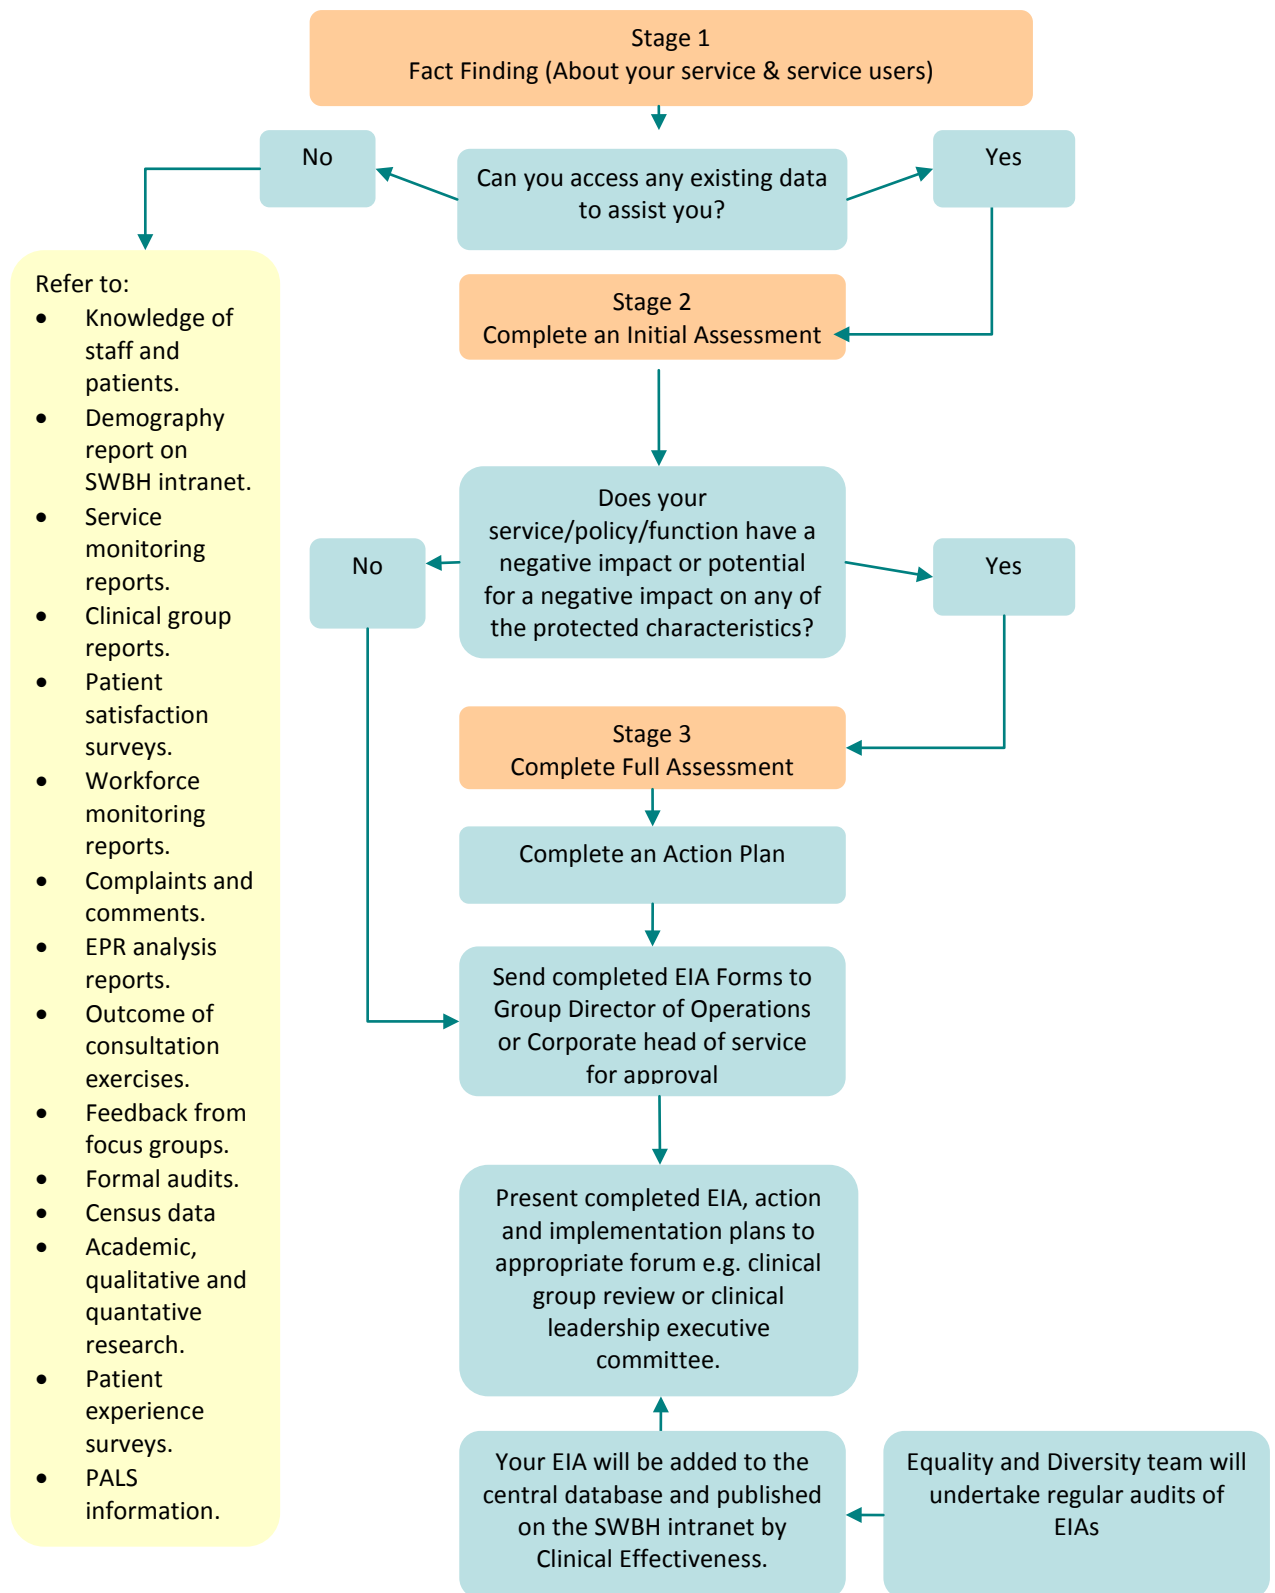 Stage 1
Fact Finding (About your service & service users)
No
Can you access any existing data
to assist you?
Yes
Refer to:
• Knowledge of
staff and
patients.
• Demography
report on
SWBH intranet.
• Service
monitoring
reports.
• Clinical group
reports.
• Patient
satisfaction
surveys.
• Workforce
monitoring
reports.
• Complaints and
comments.
• EPR analysis
reports.
• Outcome of
consultation
exercises.
• Feedback from
focus groups.
• Formal audits.
• Census data
• Academic,
qualitative and
quantative
research.
• Patient
experience
surveys.
• PALS
information.
Stage 2
Complete an Initial Assessment
Does your
service/policy/function have a
negative impact or potential
for a negative impact on any of
the protected characteristics?
No
Yes
Stage 3
Complete Full Assessment
Complete an Action Plan
Send completed EIA Forms to
Group Director of Operations
or Corporate head of service
for approval
Present completed EIA, action
and implementation plans to
appropriate forum e.g. clinical
group review or clinical
leadership executive
committee.
Your EIA will be added to the
central database and published
on the SWBH intranet by
Clinical Effectiveness.
Equality and Diversity team will
undertake regular audits of
EIAs